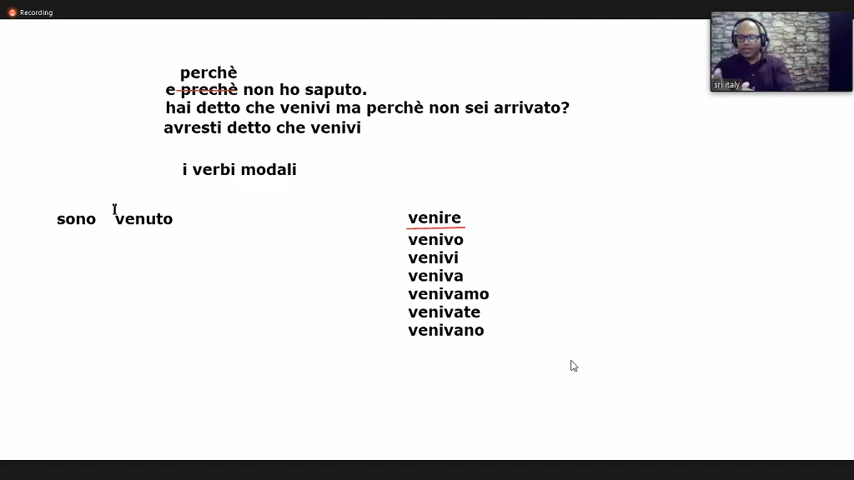 Recording
perchè
e prechè non ho saputo.
hai detto che venivi ma perchè non sei arrivato?
avresti detto che venivi
i verbi modali
sono venuto
venire
venivo
venivi
veniva
venivamo
venivate
venivano
sri italy